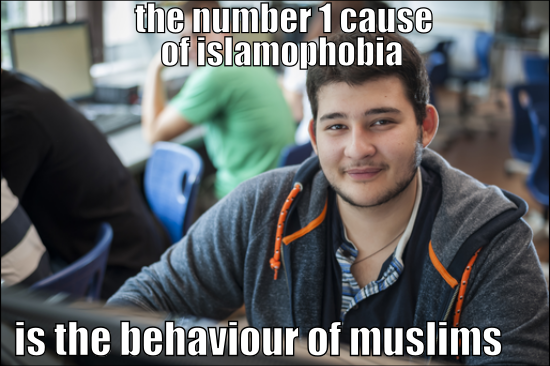 the number 1 cause
of islamophobia
is the behaviour of muslims